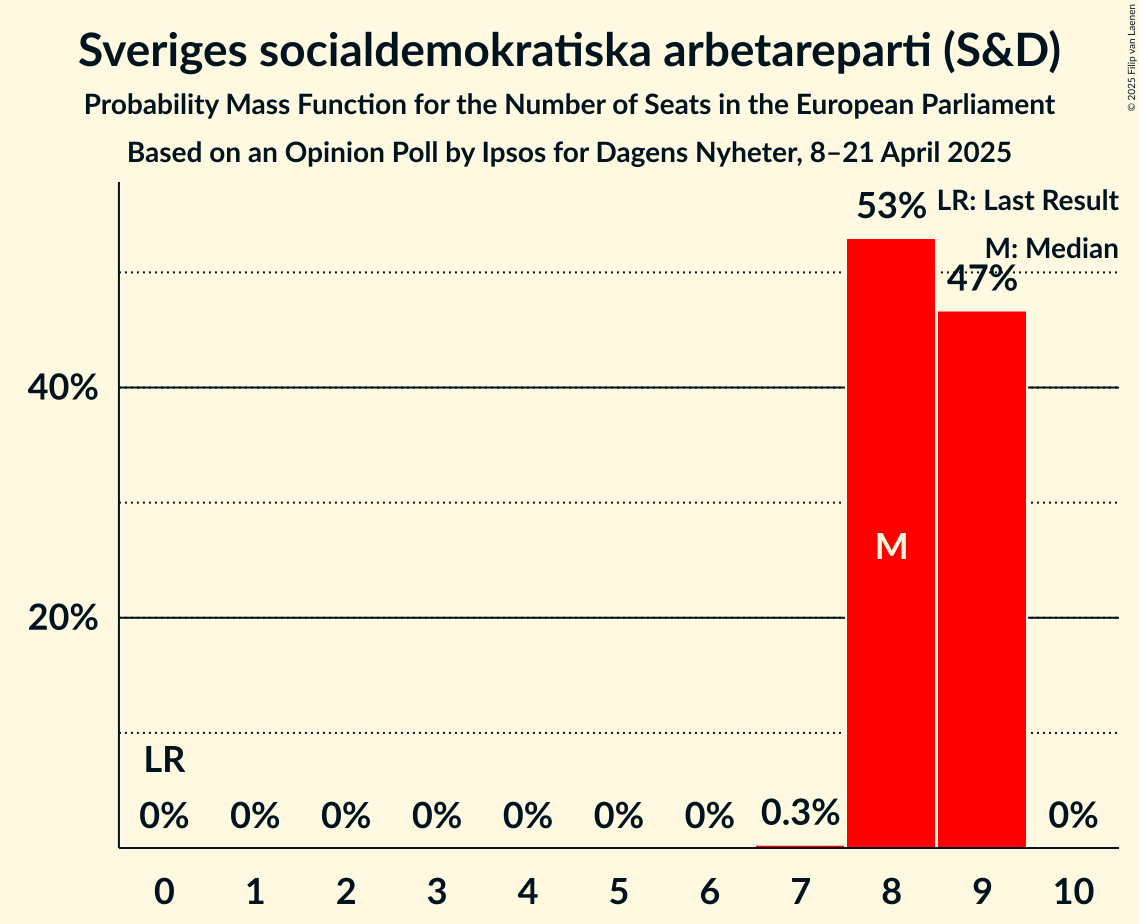 Sveriges socialdemokratiska arbetareparti (S&D)
Probability Mass Function for the Number of Seats in the European Parliament
Based on an Opinion Poll by Ipsos for Dagens Nyheter, 8–21 April 2025
© 2025 Filip van Laenen
LR: Last Result
M: Median
53%
47%
40%
20%
M
LR
0% 0% 0% 0% 0% 0% 0% 0.3% 0%
0 1 2 3 4 5 6 7 8 9 10